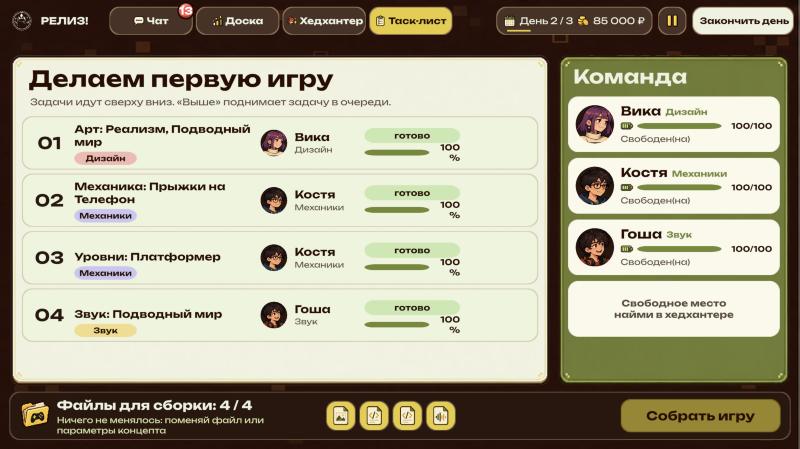 РЕЛИЗ!
Чат
13
Доска
Хедхантер
Таск-лист
День 2 / 3
85 000 ₽
Закончить день
Делаем первую игру
Задачи идут сверху вниз. «Выше» поднимает задачу в очереди.
01
Арт: Реализм, Подводный
мир
Дизайн
Вика
Дизайн
готово
100
%
02
Механика: Прыжки на
Телефон
Механики
Костя
Механики
готово
100
%
03
Уровни: Платформер
Механики
Костя
Механики
готово
100
%
04
Звук: Подводный мир
Звук
Гоша
Звук
готово
100
%
Команда
Вика Дизайн
100/100
Свободен(на)
Костя Механики
100/100
Свободен(на)
Гоша Звук
100/100
Свободен(на)
Свободное место
найми в хедхантере
Файлы для сборки: 4 / 4
Ничего не менялось: поменяй файл или
параметры концепта
Собрать игру